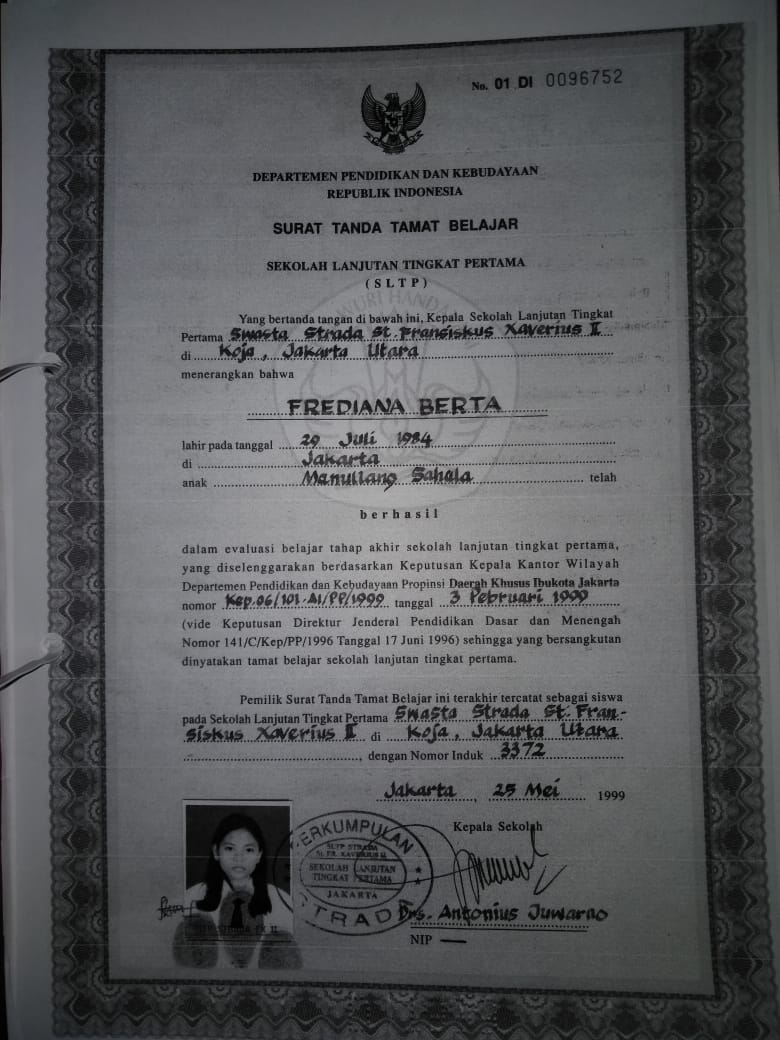 No. 01 DI 0096752
DEPARTEMEN PENDIDIKAN DAN KEBUDAYAAN
REPUBLIK INDONESIA
SURAT TANDA TAMAT BELAJAR
SEKOLAH LANJUTAN TINGKAT PERTAMA
( S L T P )
Yang bertanda tangan di bawah ini, Kepala Sekolah Lanjutan Tingkat
Pertama Swasta Strada St. Fransiskus Xaverius II
di Koja, Jakarta Utara
menerangkan bahwa
FREDIANA BERTA
lahir pada tanggal 29 Juli 1984
di Jakarta
anak Manullang Sahala telah
berhasil
dalam evaluasi belajar tahap akhir sekolah lanjutan tingkat pertama,
yang diselenggarakan berdasarkan Keputusan Kepala Kantor Wilayah
Departemen Pendidikan dan Kebudayaan Propinsi Daerah Khusus Ibukota Jakarta
nomor Kep.06/101.A1/PP/1999 tanggal 3 Pebruari 1999
(vide Keputusan Direktur Jenderal Pendidikan Dasar dan Menengah
Nomor 141/C/Kep/PP/1996 Tanggal 17 Juni 1996) sehingga yang bersangkutan
dinyatakan tamat belajar sekolah lanjutan tingkat pertama.
Pemilik Surat Tanda Tamat Belajar ini terakhir tercatat sebagai siswa
pada Sekolah Lanjutan Tingkat Pertama Swasta Strada St. Fran-
siskus Xaverius II di Koja, Jakarta Utara
, dengan Nomor Induk 3372
Jakarta, 25 Mei 1999
Kepala Sekolah
PERKUMPULAN
SLTP STRADA
St. FR. XAVERIUS II
SEKOLAH LANJUTAN
TINGKAT PERTAMA
JAKARTA
STRADA
Drs. Antonius Juwarno
NIP —